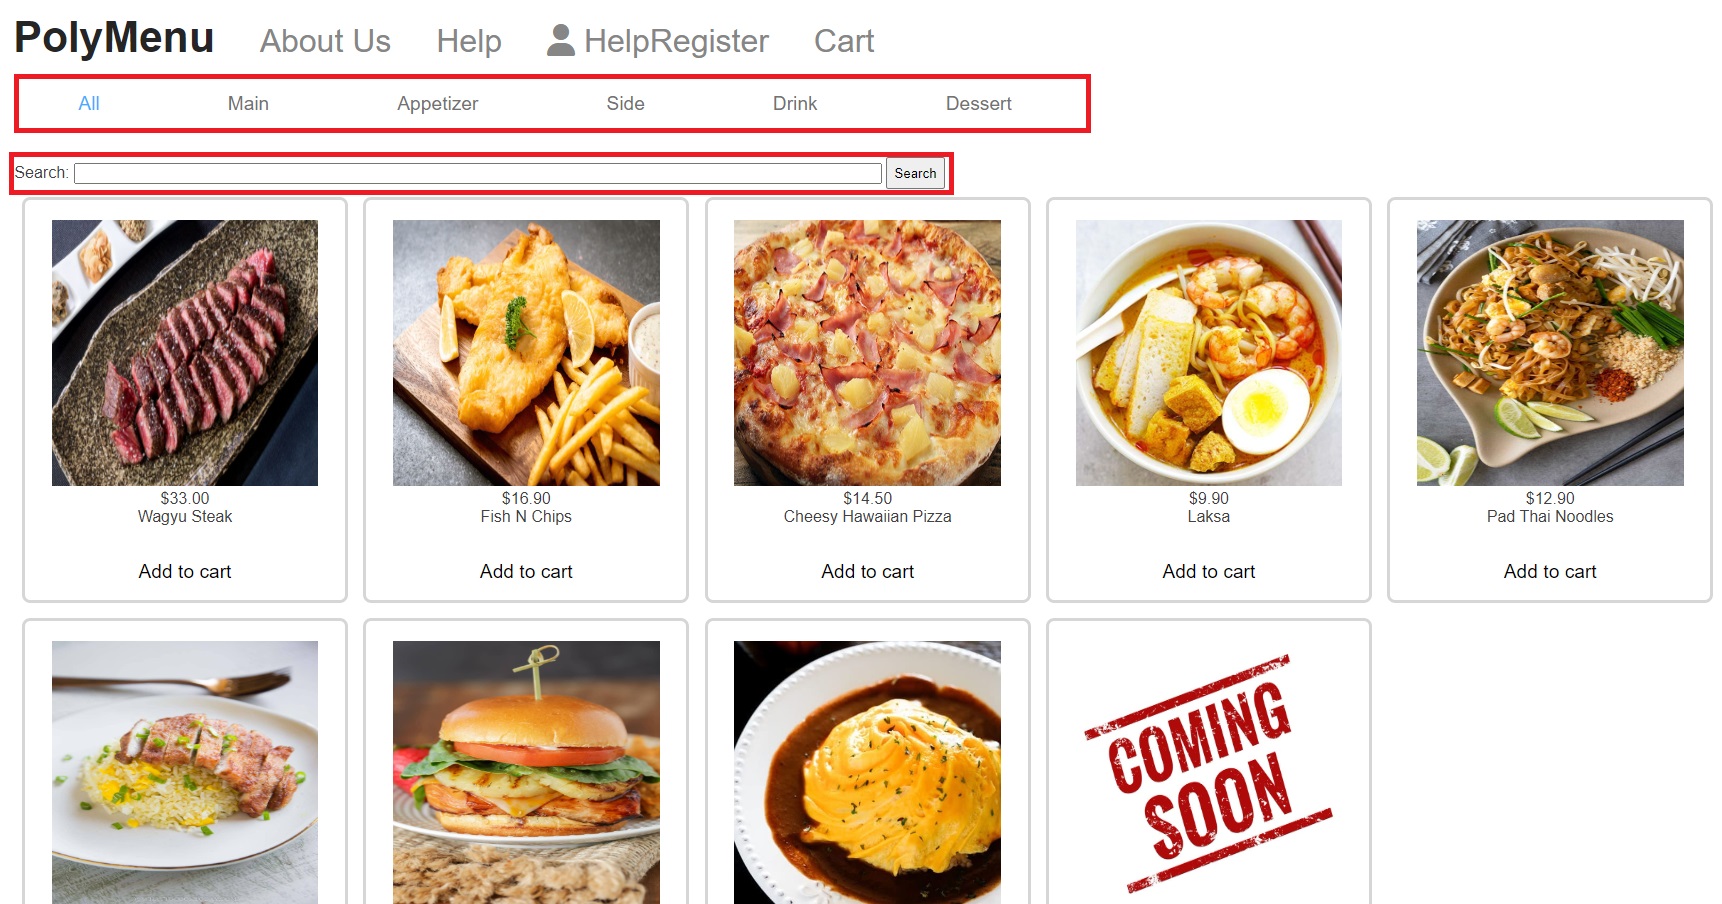 PolyMenu About Us Help HelpRegister Cart
All Main Appetizer Side Drink Dessert
Search: Search
$33.00 $16.90 $14.50 $9.90 $12.90
Wagyu Steak Fish N Chips Cheesy Hawaiian Pizza Laksa Pad Thai Noodles
Add to cart Add to cart Add to cart Add to cart Add to cart
COMING
SOON